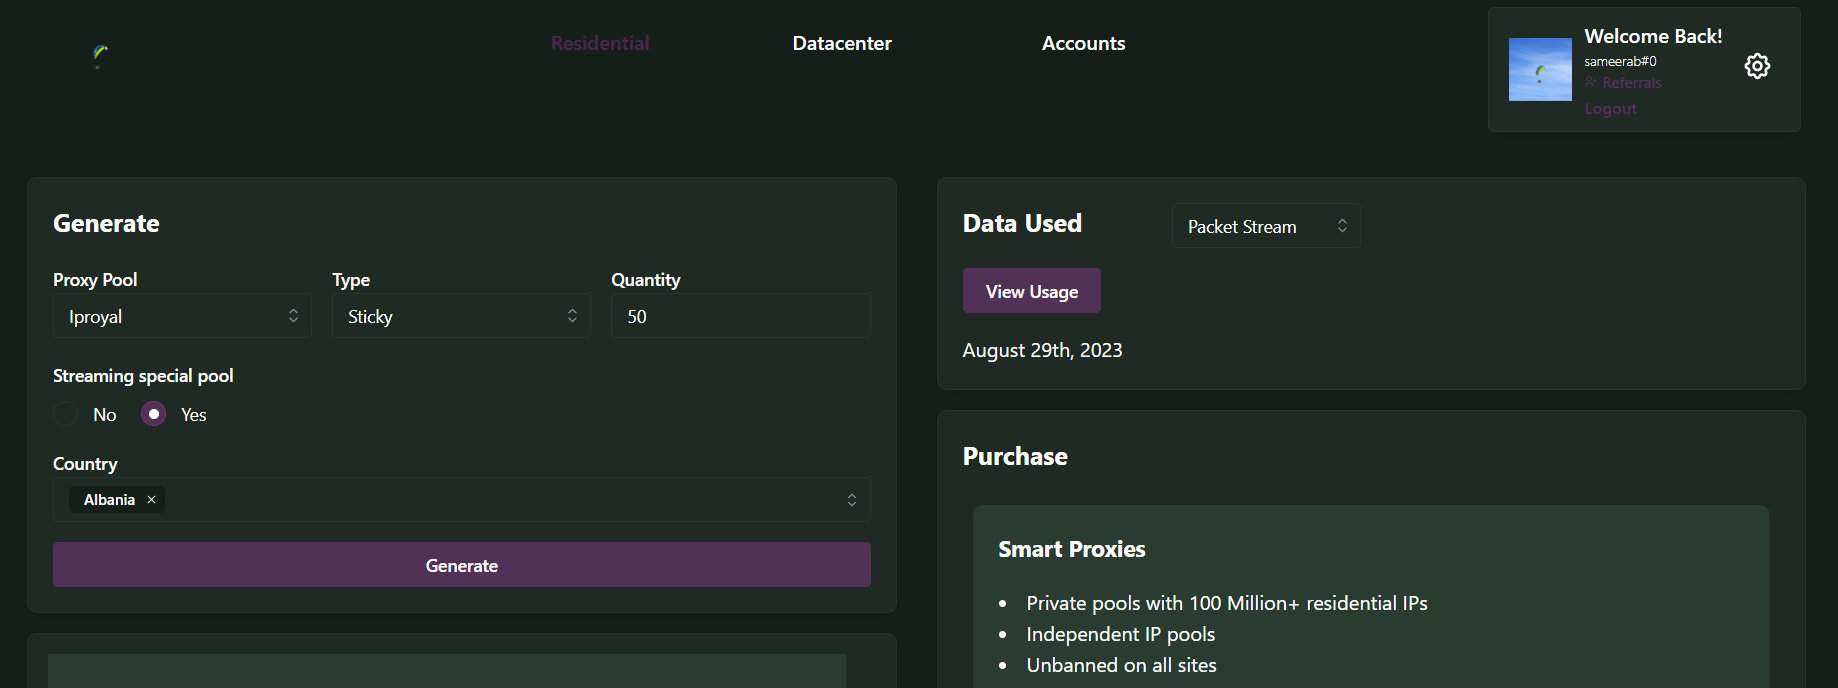 Residential
Datacenter
Accounts
Welcome Back!
sameerab#0
Referrals
Logout
Generate
Proxy Pool
Type
Quantity
Iproyal
Sticky
50
Streaming special pool
No
Yes
Country
Albania
Generate
Data Used
Packet Stream
View Usage
August 29th, 2023
Purchase
Smart Proxies
• Private pools with 100 Million+ residential IPs
• Independent IP pools
• Unbanned on all sites